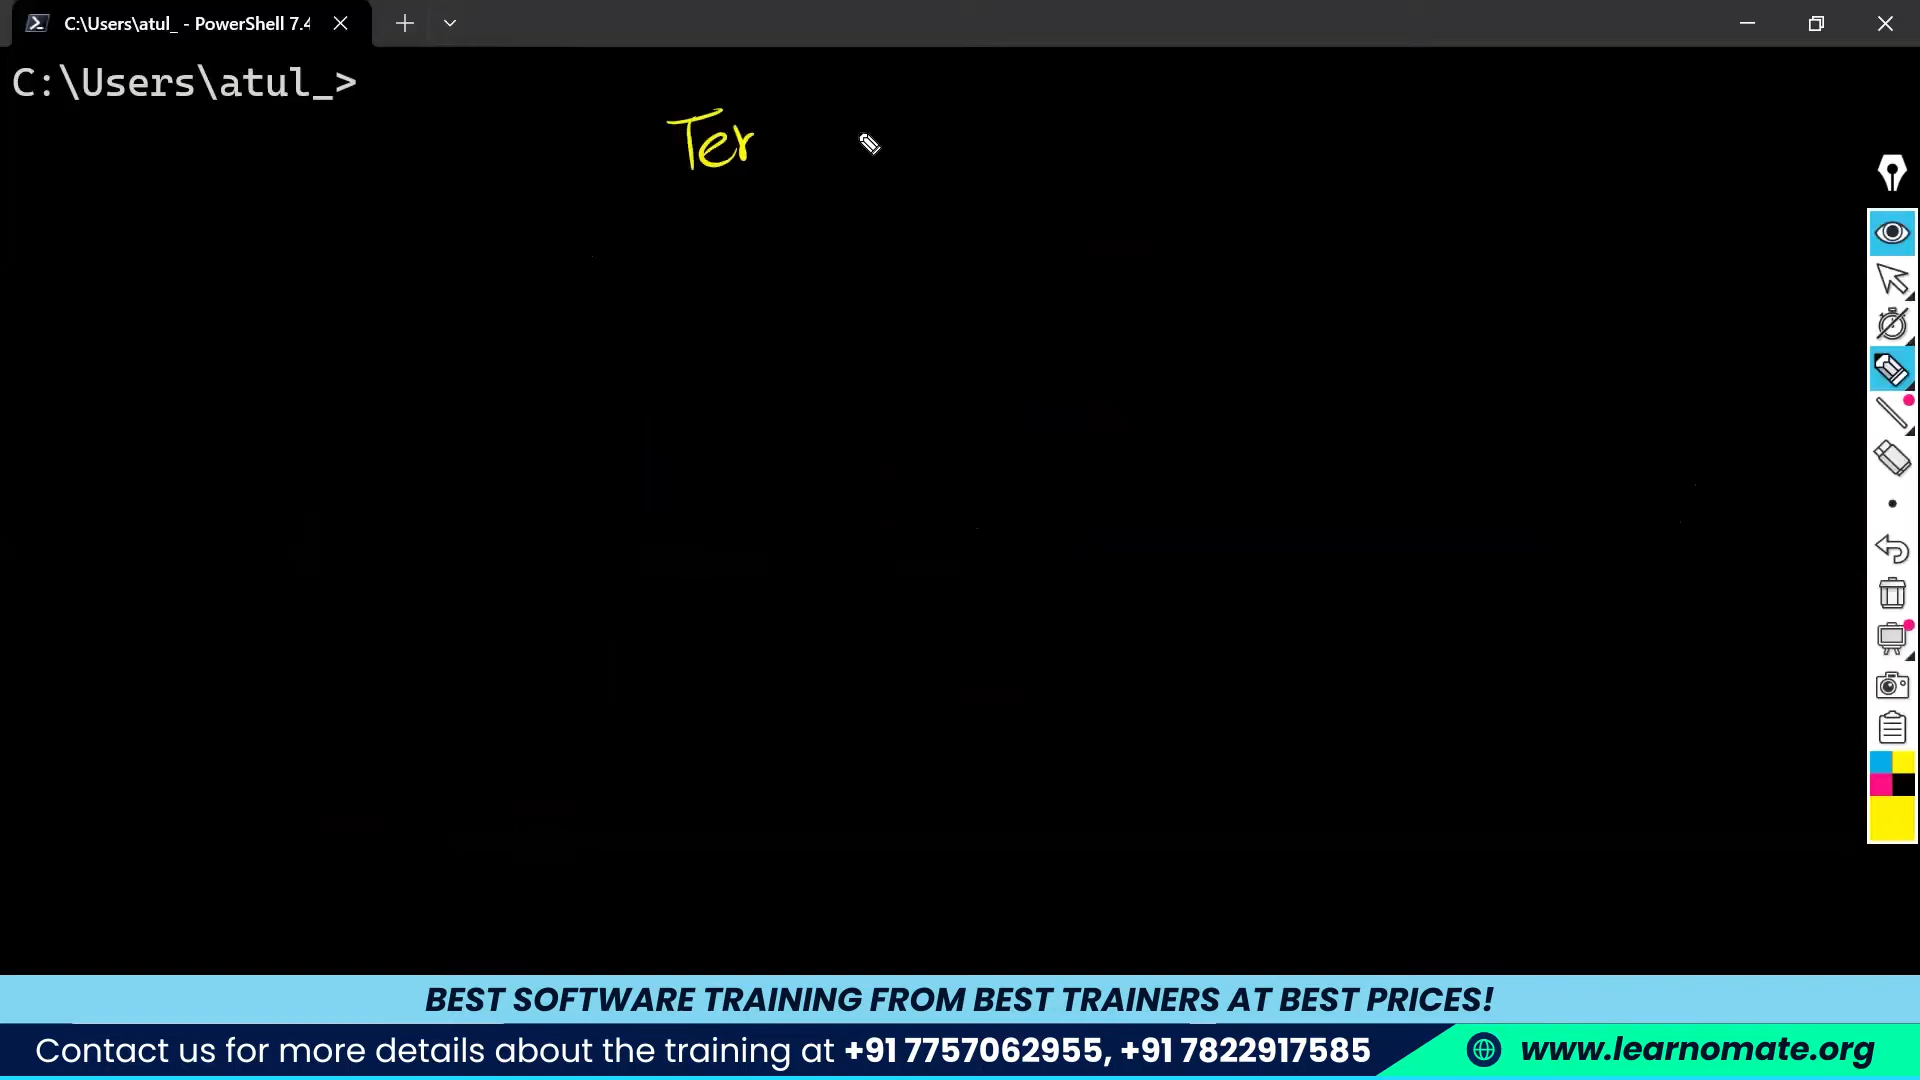 C:\Users\atul_ - PowerShell 7.4
C:\Users\atul_>
Ter
BEST SOFTWARE TRAINING FROM BEST TRAINERS AT BEST PRICES!
Contact us for more details about the training at +91 7757062955, +91 7822917585
www.learnomate.org